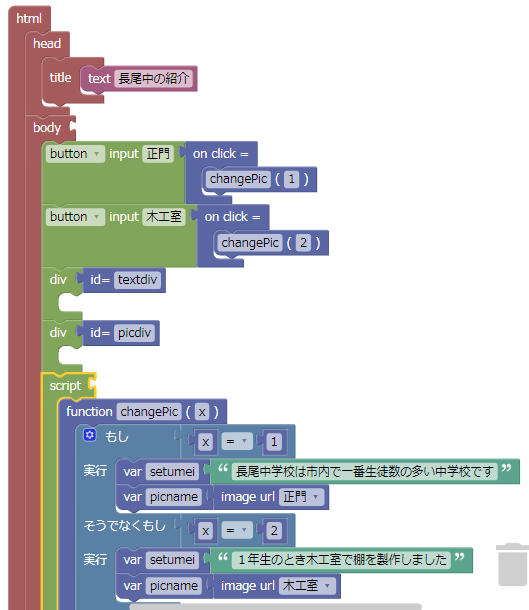 html
head
title text 長尾中の紹介
body
button input 正門 on click =
changePic ( 1 )
button input 木工室 on click =
changePic ( 2 )
div id= textdiv
div id= picdiv
script
function changePic ( x )
もし x = 1
実行 var setumei “ 長尾中学校は市内で一番生徒数の多い中学校です ”
var picname image url 正門
そうでなくもし x = 2
実行 var setumei “ １年生のとき木工室で棚を製作しました ”
var picname image url 木工室